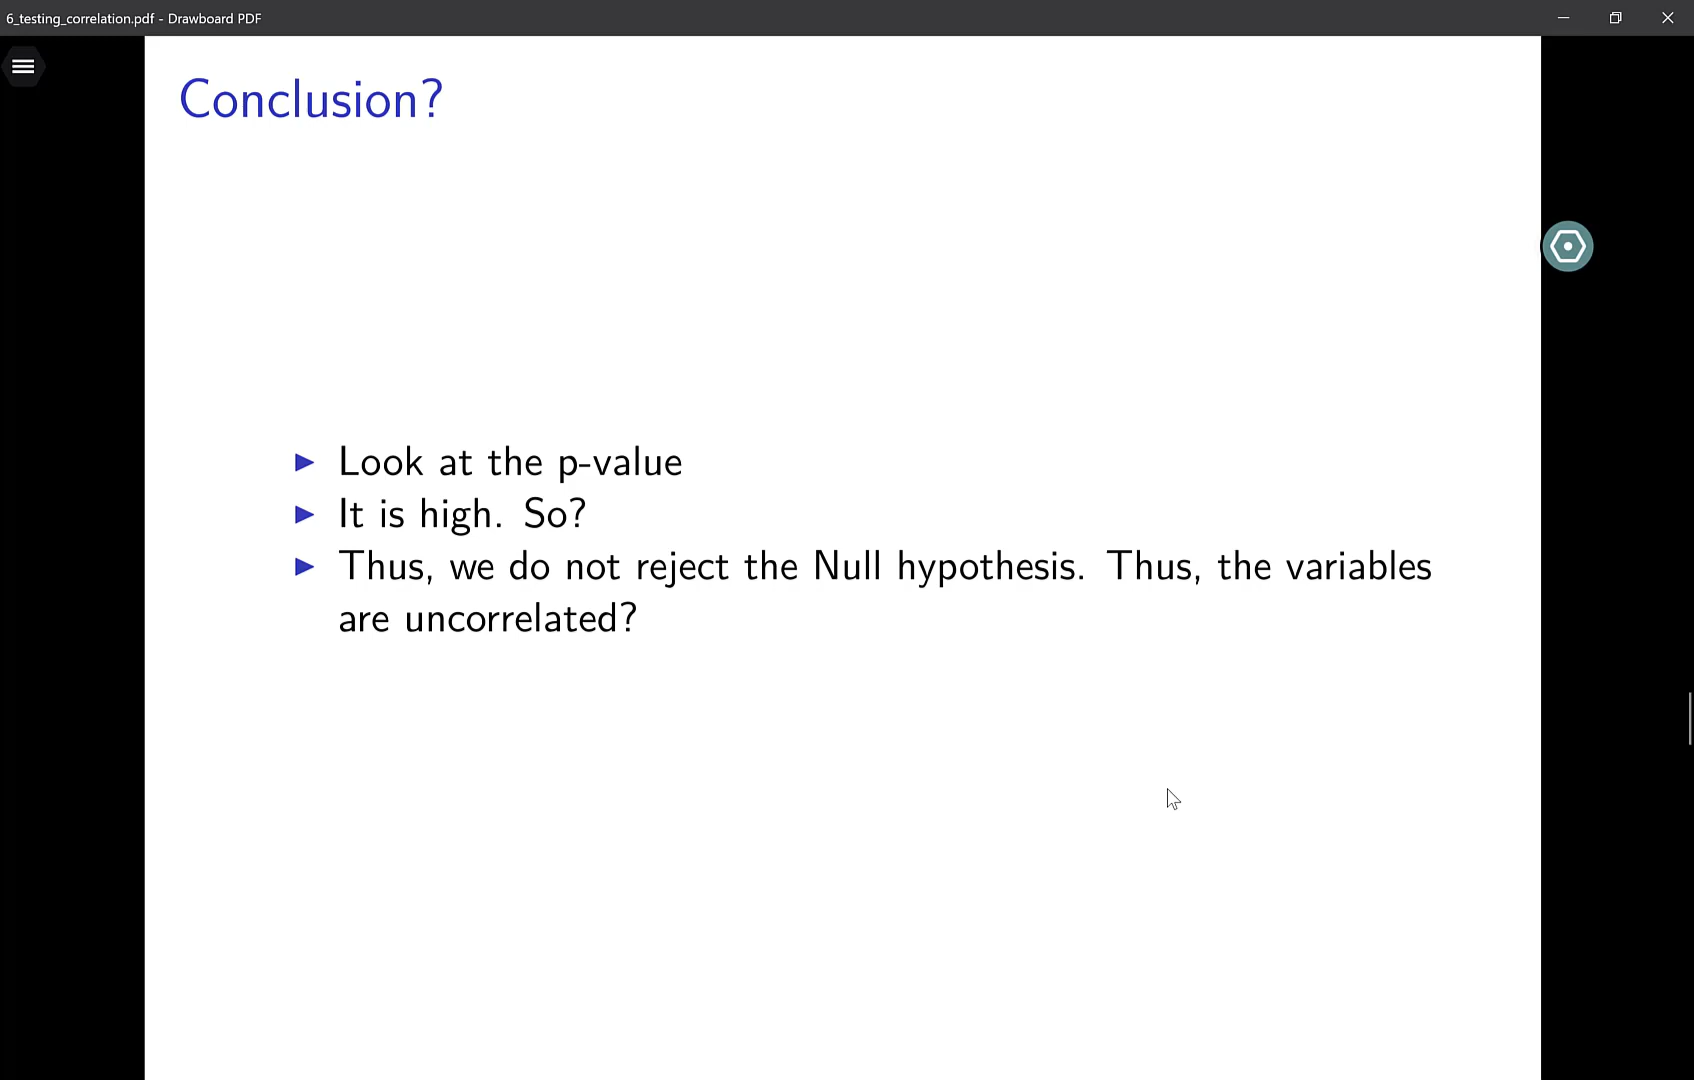 6_testing_correlation.pdf - Drawboard PDF
Conclusion?
Look at the p-value
It is high. So?
Thus, we do not reject the Null hypothesis. Thus, the variables
are uncorrelated?